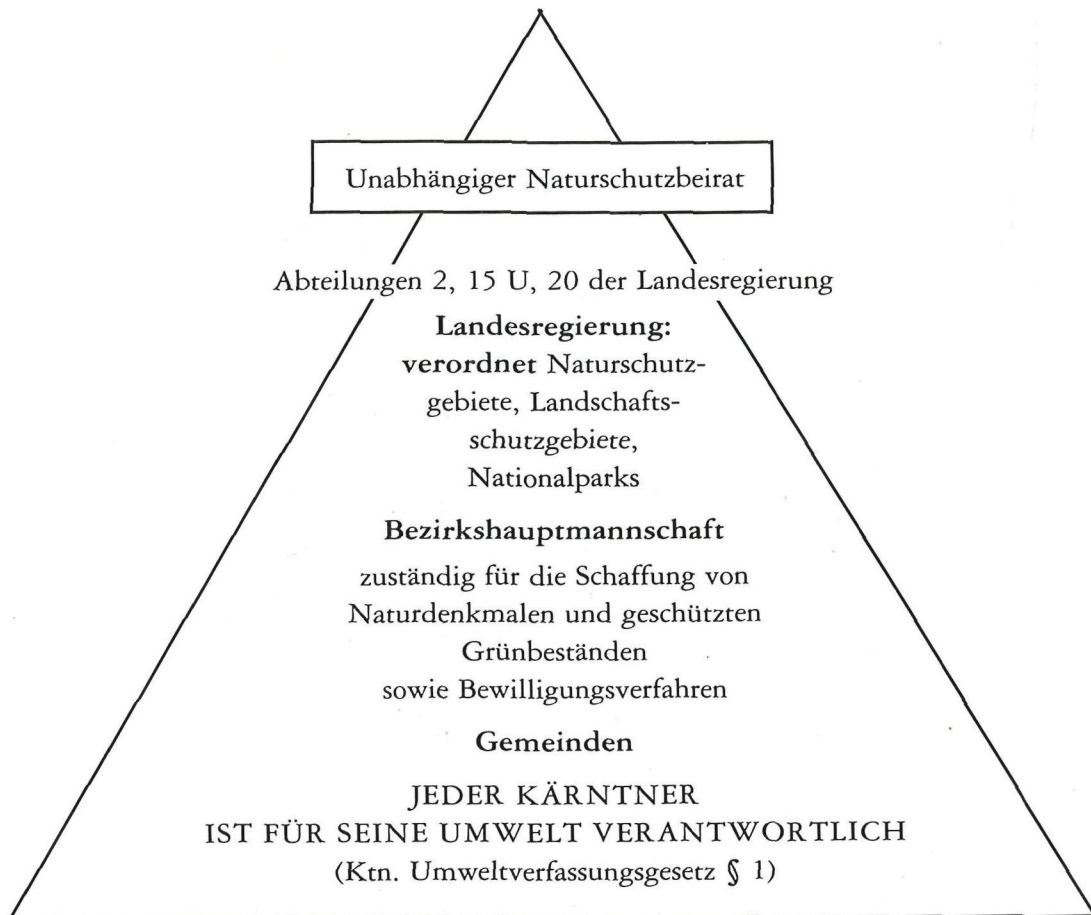 Unabhängiger Naturschutzbeirat
Abteilungen 2, 15 U, 20 der Landesregierung
Landesregierung:
verordnet Naturschutz-
gebiete, Landschafts-
schutzgebiete,
Nationalparks
Bezirkshauptmannschaft
zuständig für die Schaffung von
Naturdenkmalen und geschützten
Grünbeständen
sowie Bewilligungsverfahren
Gemeinden
JEDER KÄRNTNER
IST FÜR SEINE UMWELT VERANTWORTLICH
(Ktn. Umweltverfassungsgesetz § 1)